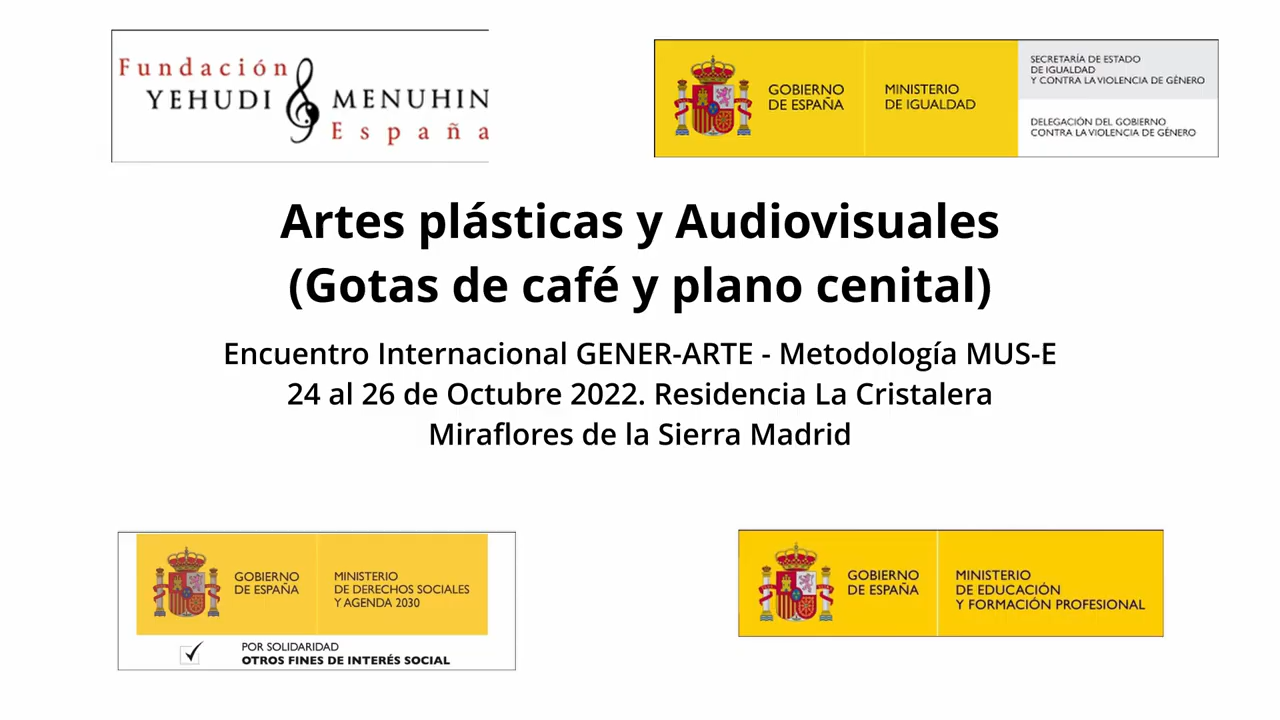 Fundación
YEHUDI MENUHIN
España
GOBIERNO
DE ESPAÑA
MINISTERIO
DE IGUALDAD
SECRETARÍA DE ESTADO
DE IGUALDAD
Y CONTRA LA VIOLENCIA DE GÉNERO
DELEGACIÓN DEL GOBIERNO
CONTRA LA VIOLENCIA DE GÉNERO
Artes plásticas y Audiovisuales
(Gotas de café y plano cenital)
Encuentro Internacional GENER-ARTE - Metodología MUS-E
24 al 26 de Octubre 2022. Residencia La Cristalera
Miraflores de la Sierra Madrid
GOBIERNO
DE ESPAÑA
MINISTERIO
DE DERECHOS SOCIALES
Y AGENDA 2030
POR SOLIDARIDAD
OTROS FINES DE INTERÉS SOCIAL
GOBIERNO
DE ESPAÑA
MINISTERIO
DE EDUCACIÓN
Y FORMACIÓN PROFESIONAL